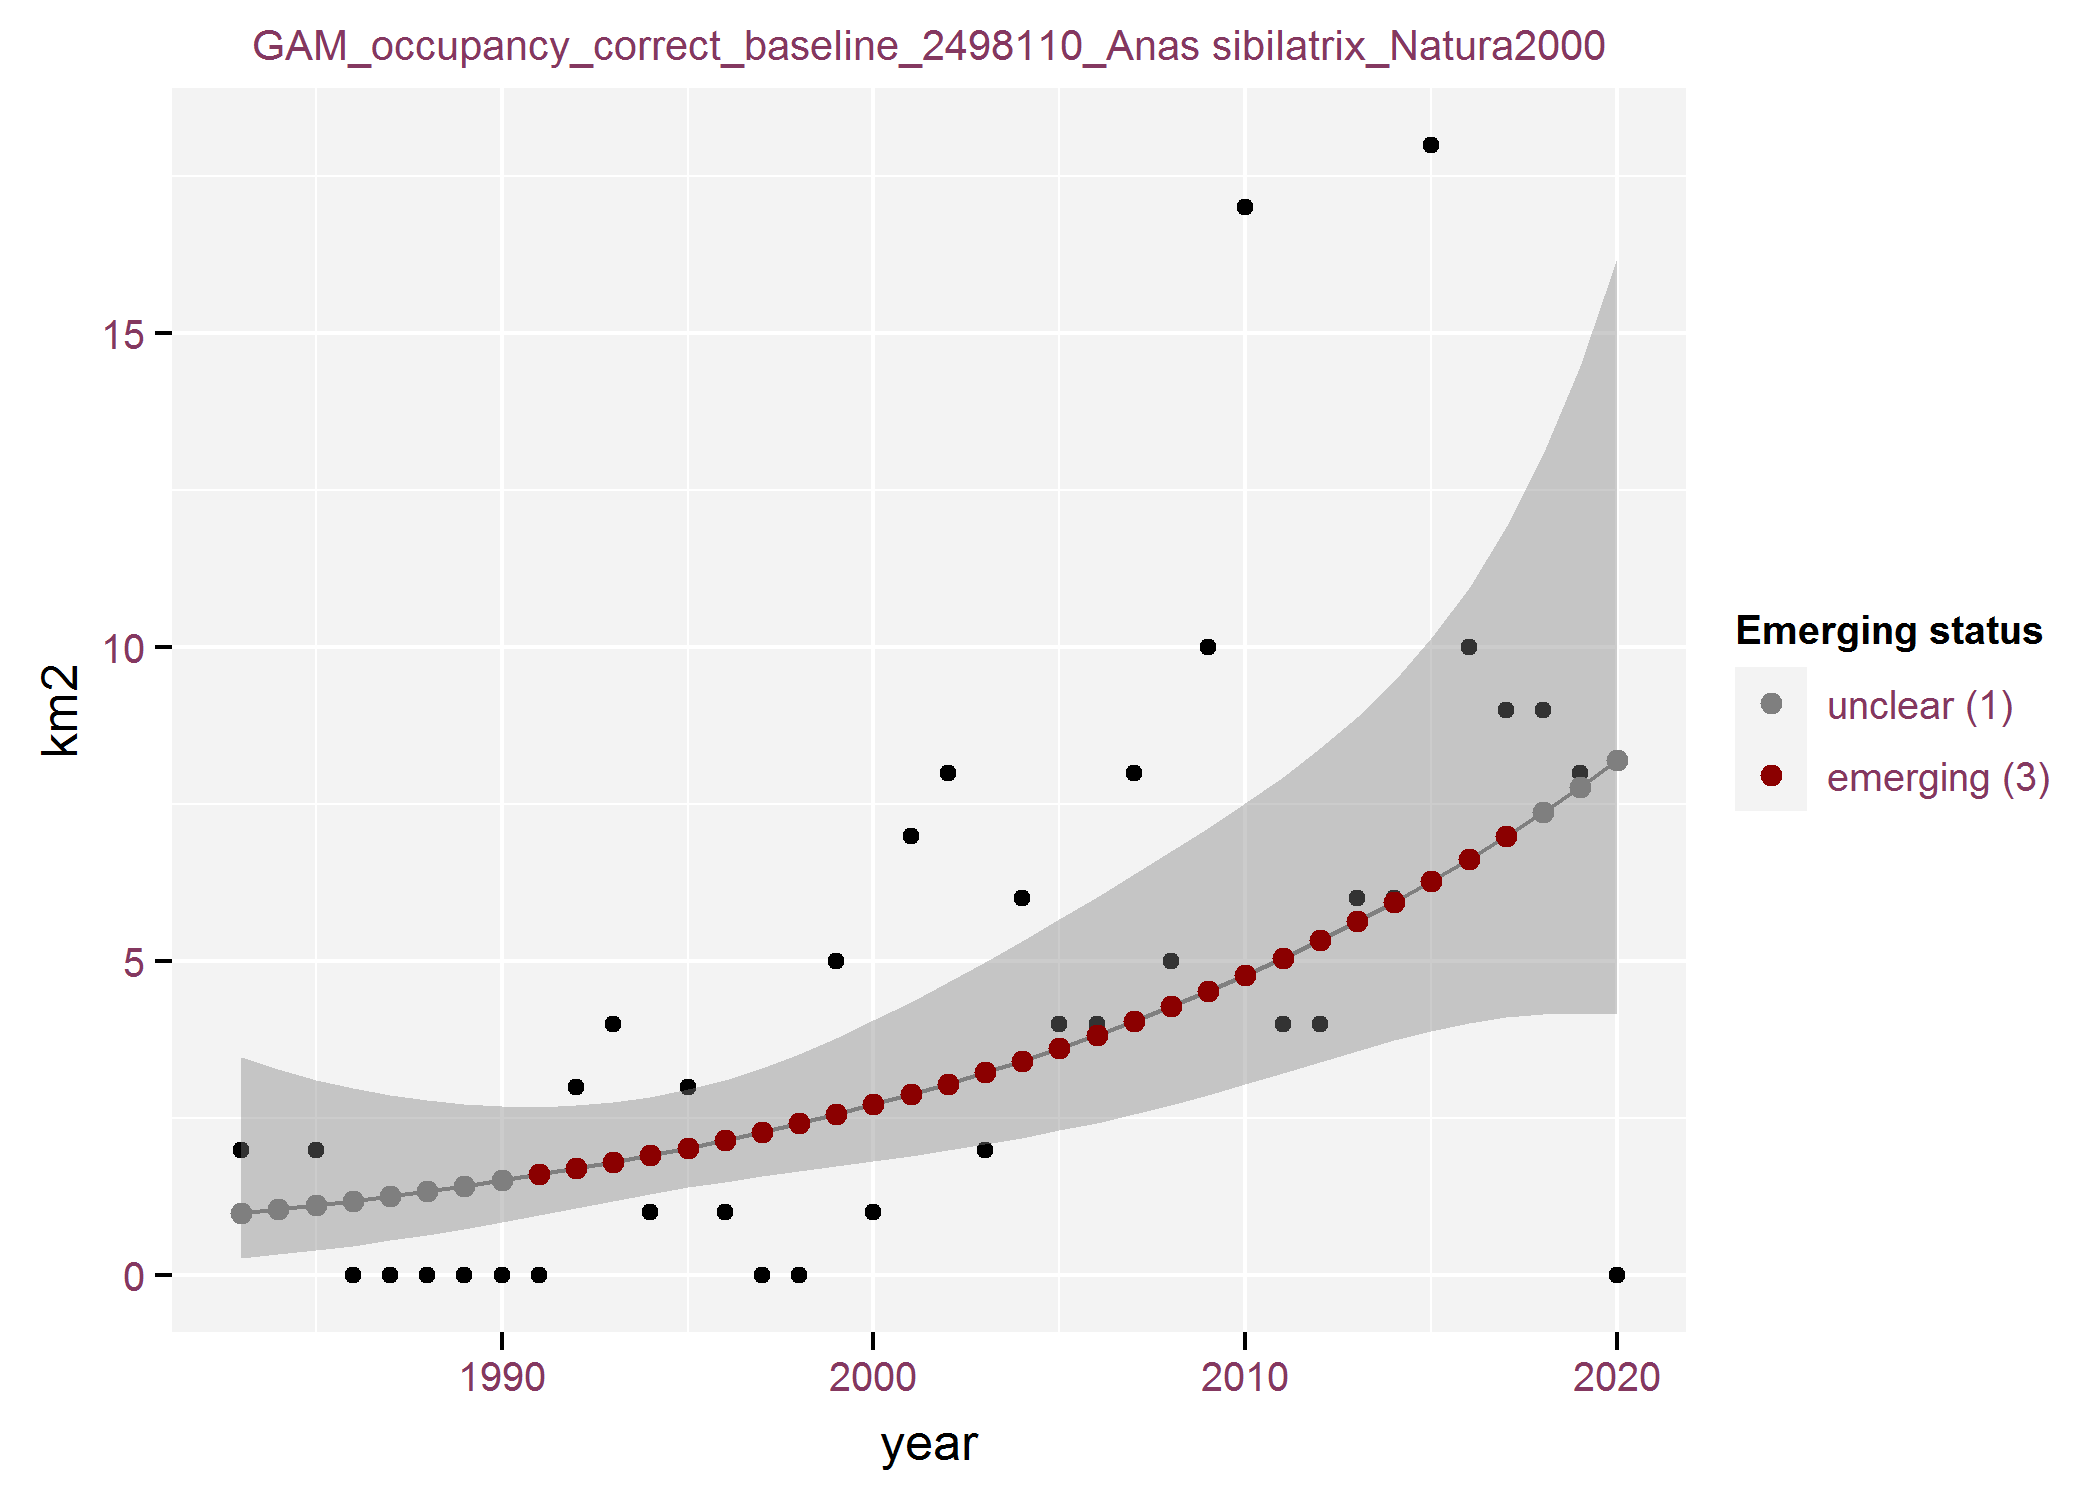 GAM_occupancy_correct_baseline_2498110_Anas sibilatrix_Natura2000
km2
15
10
5
0
1990 2000 2010 2020
year
Emerging status
unclear (1)
emerging (3)